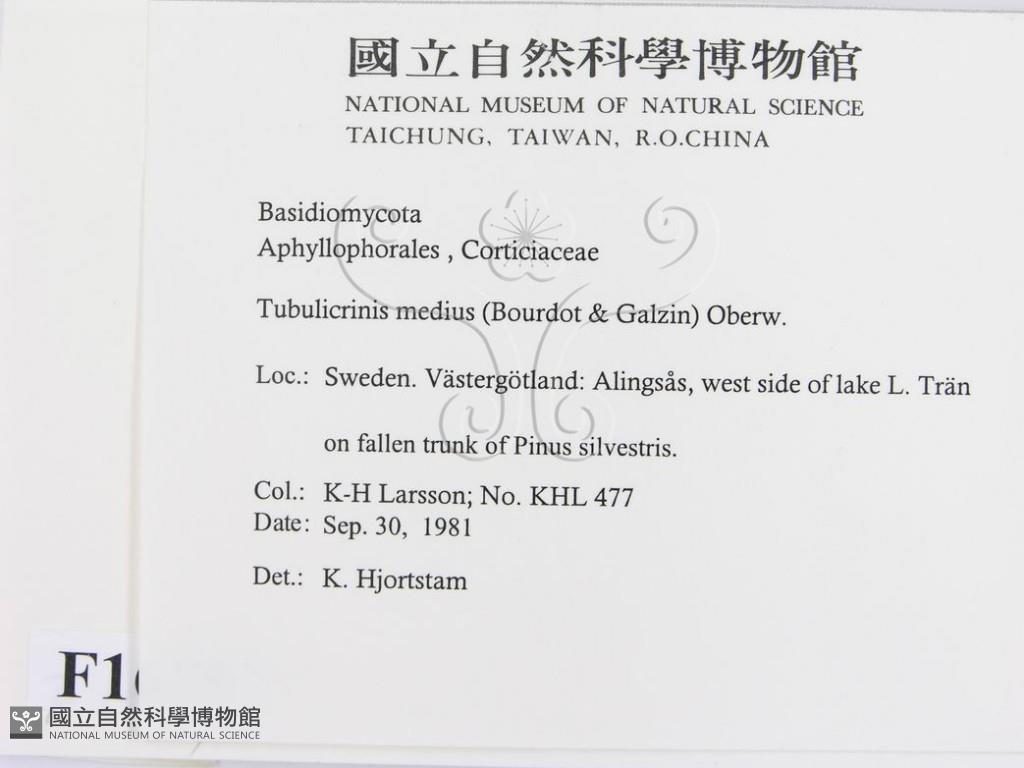 國立自然科學博物館
NATIONAL MUSEUM OF NATURAL SCIENCE
TAICHUNG, TAIWAN, R.O.CHINA
Basidiomycota
Aphyllophorales , Corticiaceae
Tubulicrinis medius (Bourdot & Galzin) Oberw.
Loc.: Sweden. Västergötland: Alingsås, west side of lake L. Trän
on fallen trunk of Pinus silvestris.
Col.: K-H Larsson; No. KHL 477
Date: Sep. 30, 1981
Det.: K. Hjortstam
國立自然科學博物館
NATIONAL MUSEUM OF NATURAL SCIENCE